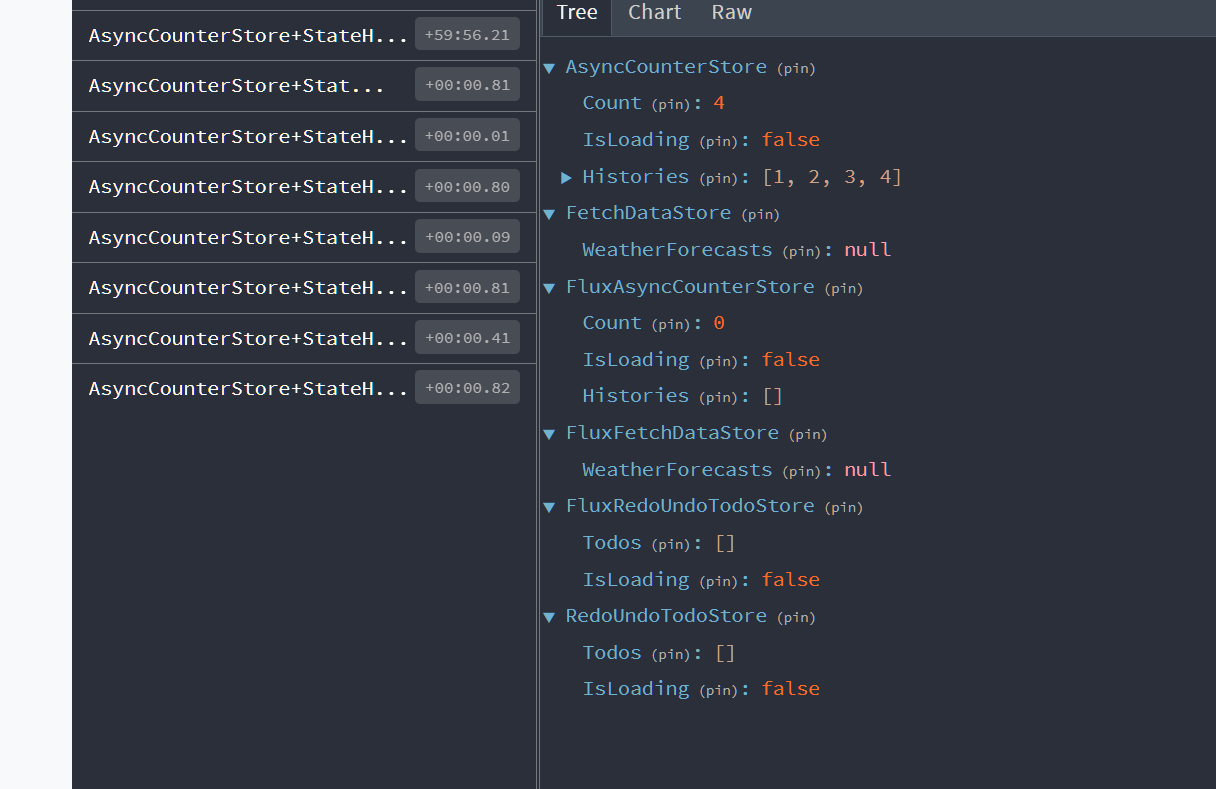 AsyncCounterStore+StateH... +59:56.21
AsyncCounterStore+Stat... +00:00.81
AsyncCounterStore+StateH... +00:00.01
AsyncCounterStore+StateH... +00:00.80
AsyncCounterStore+StateH... +00:00.09
AsyncCounterStore+StateH... +00:00.81
AsyncCounterStore+StateH... +00:00.41
AsyncCounterStore+StateH... +00:00.82
Tree Chart Raw
▼ AsyncCounterStore (pin)
Count (pin): 4
IsLoading (pin): false
▶ Histories (pin): [1, 2, 3, 4]
▼ FetchDataStore (pin)
WeatherForecasts (pin): null
▼ FluxAsyncCounterStore (pin)
Count (pin): 0
IsLoading (pin): false
Histories (pin): []
▼ FluxFetchDataStore (pin)
WeatherForecasts (pin): null
▼ FluxRedoUndoTodoStore (pin)
Todos (pin): []
IsLoading (pin): false
▼ RedoUndoTodoStore (pin)
Todos (pin): []
IsLoading (pin): false